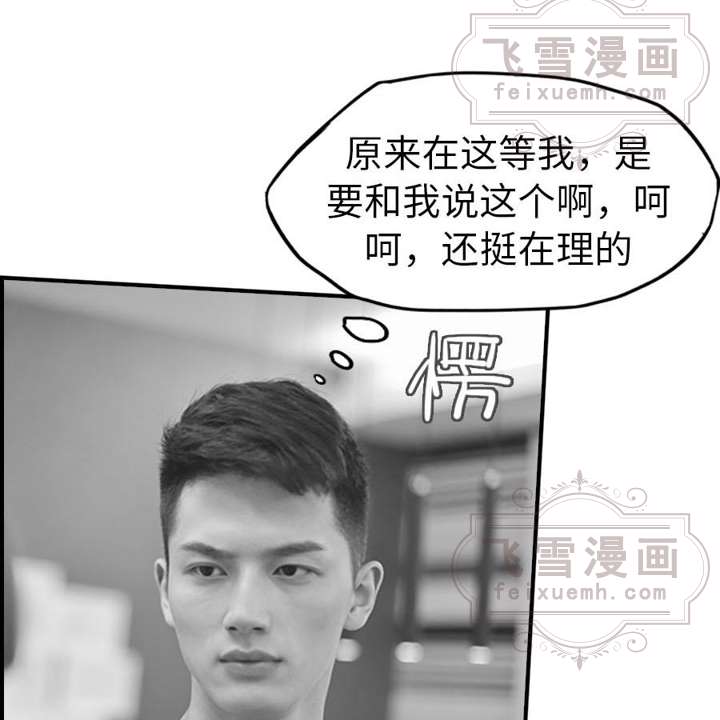 飞雪漫画
feixuemh.com
原来在这等我，是
要和我说这个啊，呵
呵，还挺在理的
愣
飞雪漫画
feixuemh.com